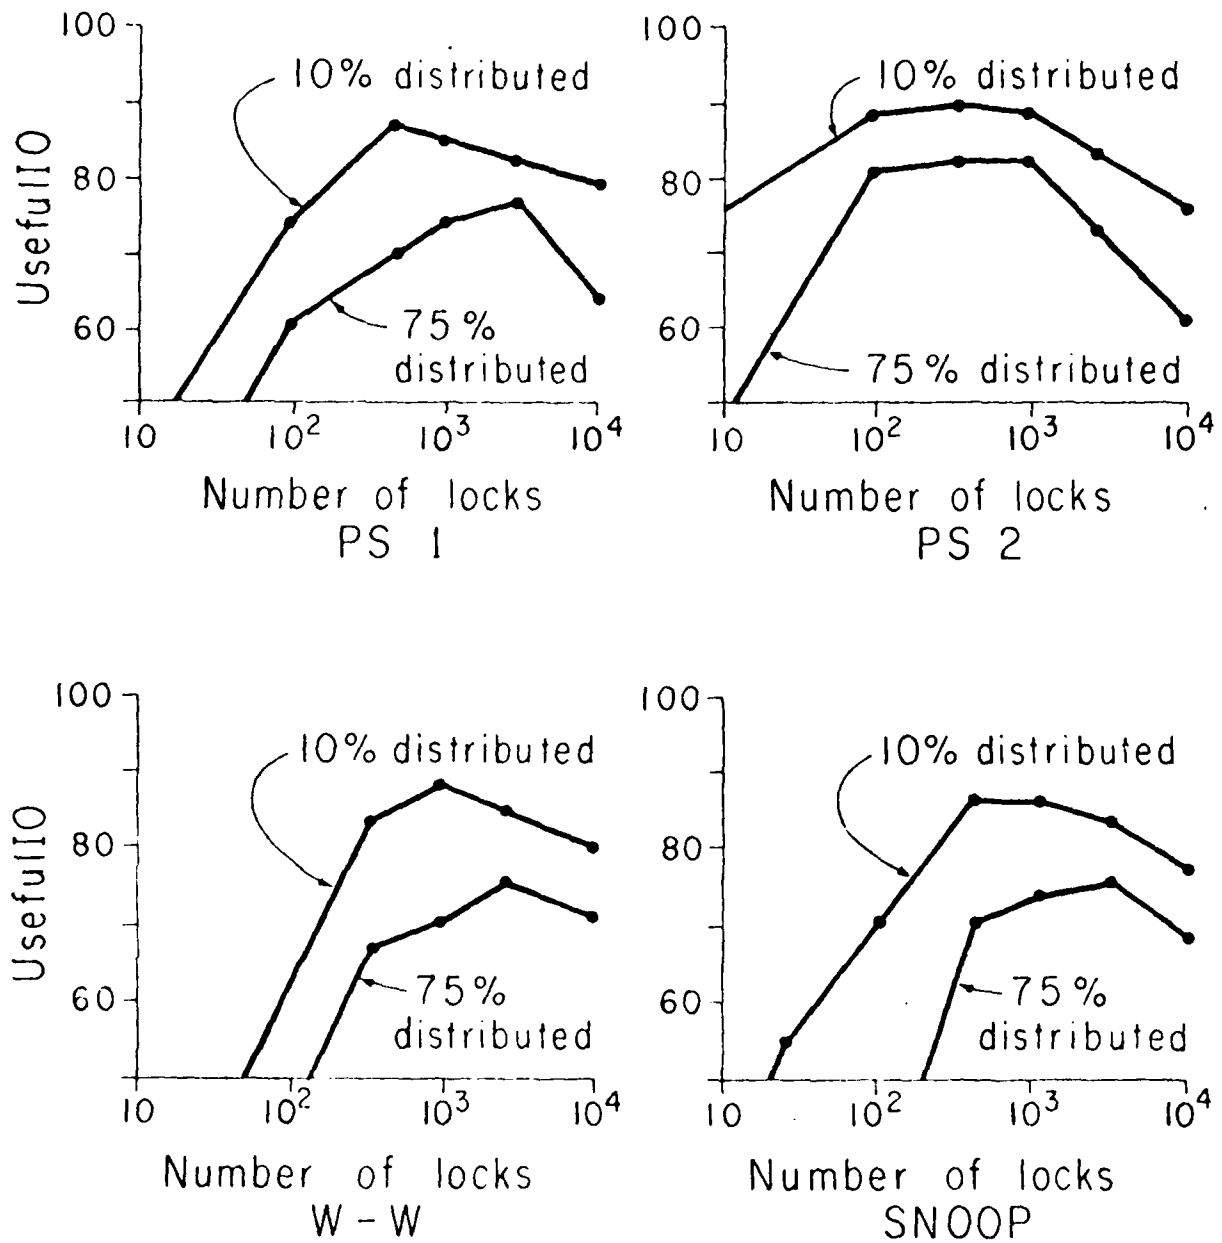 100
10% distributed
80
75%
distributed
60
UsefulIO
10
10²
10³
10⁴
Number of locks
PS 1
100
10% distributed
80
60
75% distributed
10
10²
10³
10⁴
Number of locks
PS 2
100
10% distributed
80
75%
distributed
60
UsefulIO
10
10²
10³
10⁴
Number of locks
W-W
100
10% distributed
80
75%
distributed
60
10
10²
10³
10⁴
Number of locks
SNOOP